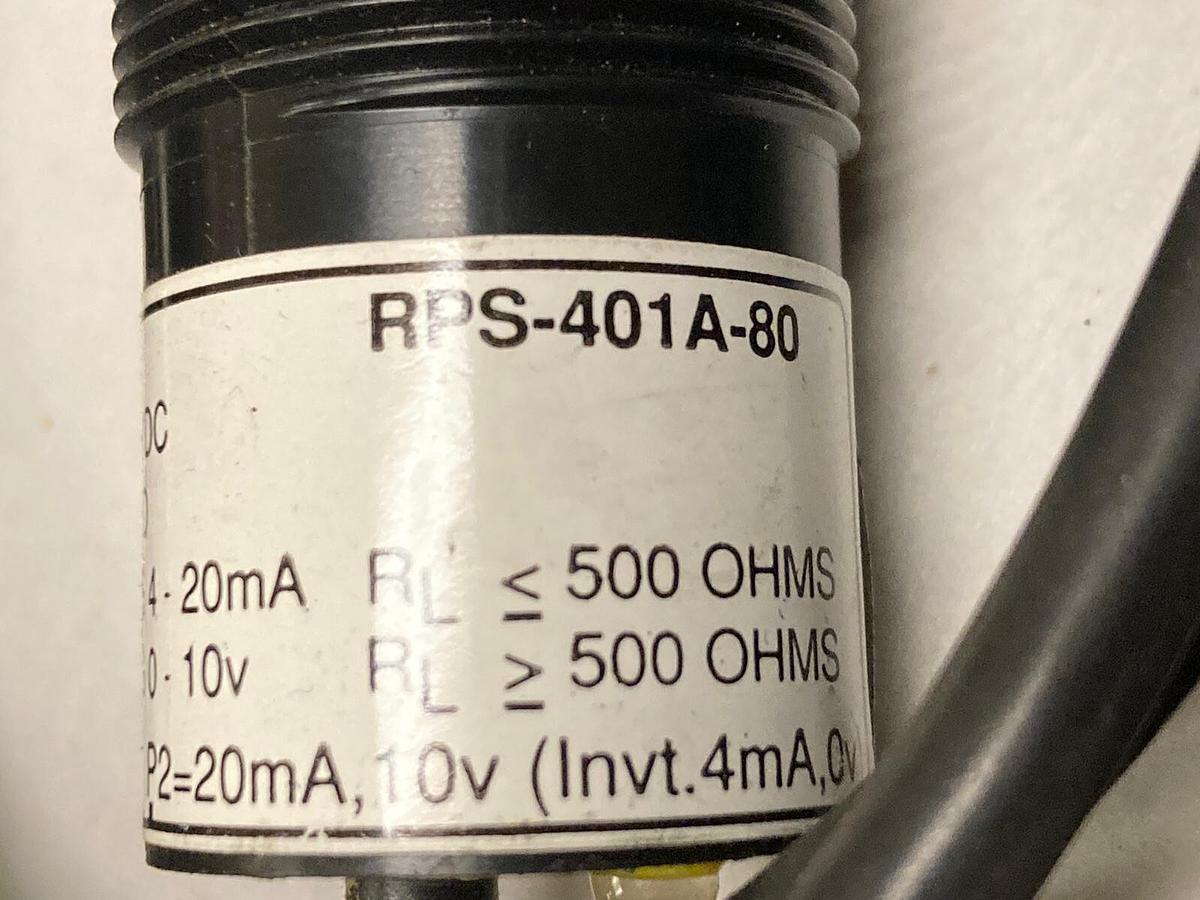 RPS-401A-80
DC
4 - 20mA RL ≤ 500 OHMS
0 - 10v RL ≥ 500 OHMS
P2=20mA, 10v (Invt.4mA,0v